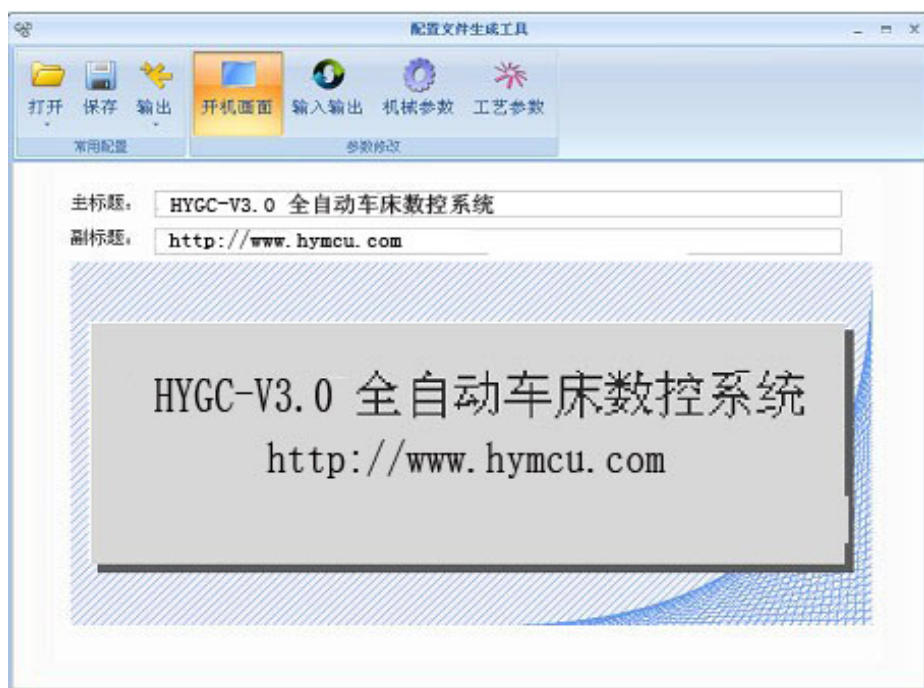 配置文件生成工具
打开 保存 输出 开机画面 输入输出 机械参数 工艺参数
常用配置 参数修改
主标题: HYGC-V3.0 全自动车床数控系统
副标题: http://www.hymcu.com
HYGC-V3.0 全自动车床数控系统
http://www.hymcu.com